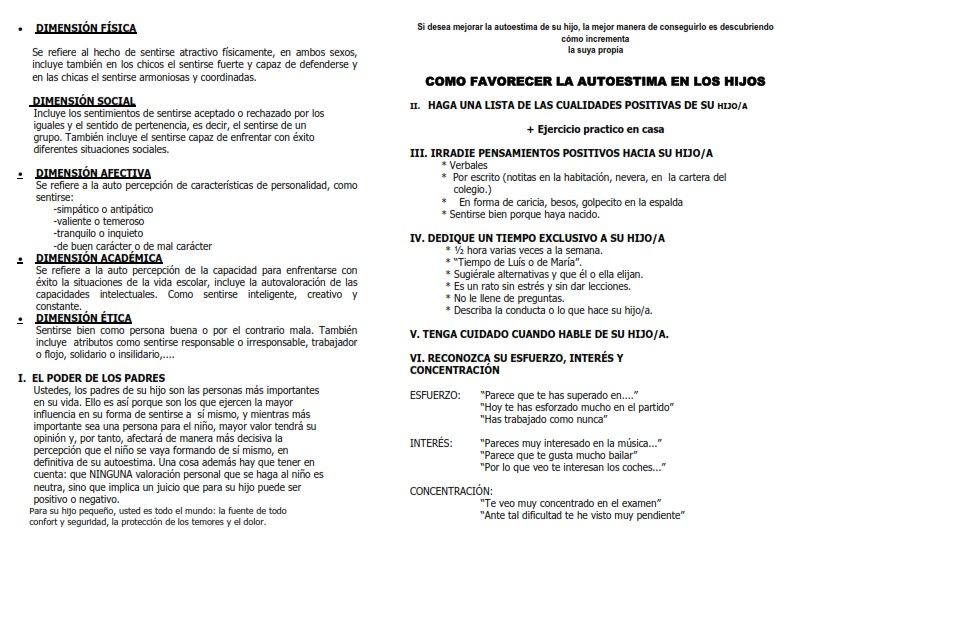 • DIMENSIÓN FÍSICA
Se refiere al hecho de sentirse atractivo físicamente, en ambos sexos,
incluye también en los chicos el sentirse fuerte y capaz de defenderse y
en las chicas el sentirse armoniosas y coordinadas.
DIMENSIÓN SOCIAL
Incluye los sentimientos de sentirse aceptado o rechazado por los
iguales y el sentido de pertenencia, es decir, el sentirse de un
grupo. También incluye el sentirse capaz de enfrentar con éxito
diferentes situaciones sociales.
• DIMENSIÓN AFECTIVA
Se refiere a la auto percepción de características de personalidad, como
sentirse:
-simpático o antipático
-valiente o temeroso
-tranquilo o inquieto
-de buen carácter o de mal carácter
• DIMENSIÓN ACADÉMICA
Se refiere a la auto percepción de la capacidad para enfrentarse con
éxito a la situaciones de la vida escolar, incluye la autovaloración de las
capacidades intelectuales. Como sentirse inteligente, creativo y
constante.
• DIMENSIÓN ÉTICA
Sentirse bien como persona buena o por el contrario mala. También
incluye atributos como sentirse responsable o irresponsable, trabajador
o flojo, solidario o insilidario,....
I. EL PODER DE LOS PADRES
Ustedes, los padres de su hijo son las personas más importantes
en su vida. Ello es así porque son los que ejercen la mayor
influencia en su forma de sentirse a sí mismo, y mientras más
importante sea una persona para el niño, mayor valor tendrá su
opinión y, por tanto, afectará de manera más decisiva la
percepción que el niño se vaya formando de sí mismo, en
definitiva de su autoestima. Una cosa además hay que tener en
cuenta: que NINGUNA valoración personal que se haga al niño es
neutra, sino que implica un juicio que para su hijo puede ser
positivo o negativo.
Para su hijo pequeño, usted es todo el mundo: la fuente de todo
confort y seguridad, la protección de los temores y el dolor.
Si desea mejorar la autoestima de su hijo, la mejor manera de conseguirlo es descubriendo
cómo incrementa
la suya propia
COMO FAVORECER LA AUTOESTIMA EN LOS HIJOS
II. HAGA UNA LISTA DE LAS CUALIDADES POSITIVAS DE SU HIJO/A
+ Ejercicio practico en casa
III. IRRADIE PENSAMIENTOS POSITIVOS HACIA SU HIJO/A
* Verbales
* Por escrito (notitas en la habitación, nevera, en la cartera del
colegio.)
* En forma de caricia, besos, golpecito en la espalda
* Sentirse bien porque haya nacido.
IV. DEDIQUE UN TIEMPO EXCLUSIVO A SU HIJO/A
* ½ hora varias veces a la semana.
* “Tiempo de Luís o de María”.
* Sugiérale alternativas y que él o ella elijan.
* Es un rato sin estrés y sin dar lecciones.
* No le llene de preguntas.
* Describa la conducta o lo que hace su hijo/a.
V. TENGA CUIDADO CUANDO HABLE DE SU HIJO/A.
VI. RECONOZCA SU ESFUERZO, INTERÉS Y
CONCENTRACIÓN
ESFUERZO: “Parece que te has superado en....”
“Hoy te has esforzado mucho en el partido”
“Has trabajado como nunca”
INTERÉS: “Pareces muy interesado en la música...”
“Parece que te gusta mucho bailar”
“Por lo que veo te interesan los coches...”
CONCENTRACIÓN:
“Te veo muy concentrado en el examen”
“Ante tal dificultad te he visto muy pendiente”